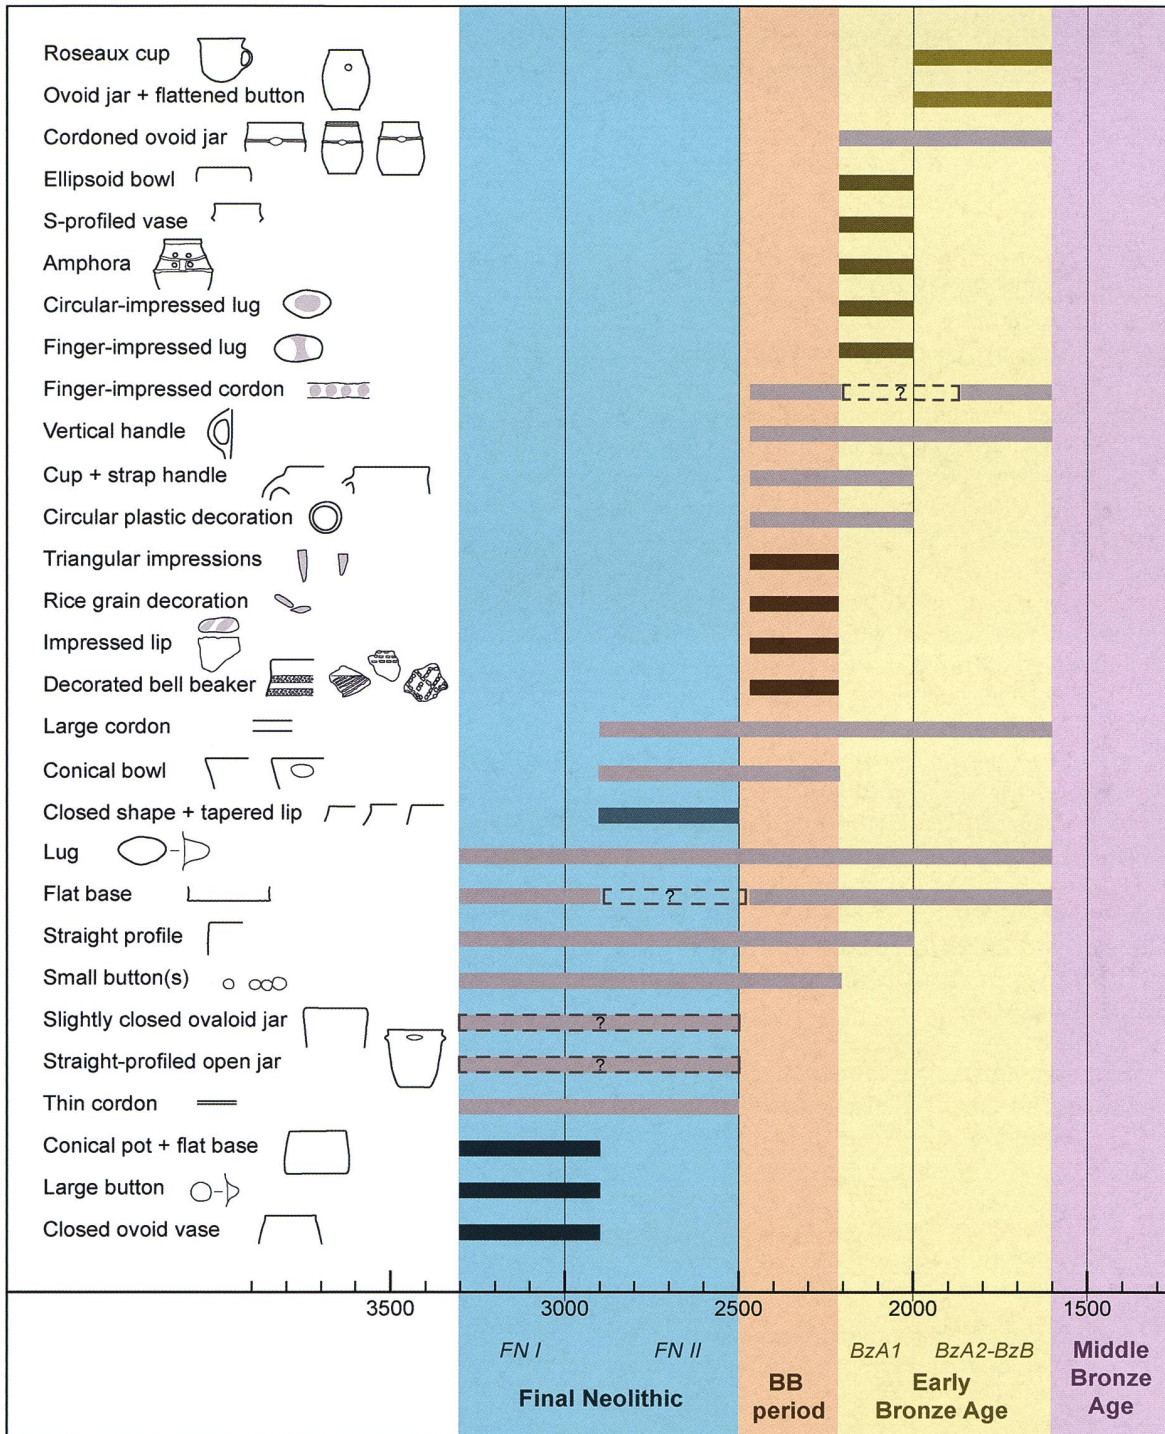 Roseaux cup
Ovoid jar + flattened button
Cordoned ovoid jar
Ellipsoid bowl
S-profiled vase
Amphora
Circular-impressed lug
Finger-impressed lug
Finger-impressed cordon
?
Vertical handle
Cup + strap handle
Circular plastic decoration
Triangular impressions
Rice grain decoration
Impressed lip
Decorated bell beaker
Large cordon
Conical bowl
Closed shape + tapered lip
Lug
Flat base
?
Straight profile
Small button(s)
Slightly closed ovaloid jar
?
Straight-profiled open jar
?
Thin cordon
Conical pot + flat base
Large button
Closed ovoid vase
3500 3000 2500 2000 1500
FN I FN II BzA1 BzA2-BzB
Final Neolithic
BB
period
Early
Bronze Age
Middle
Bronze
Age